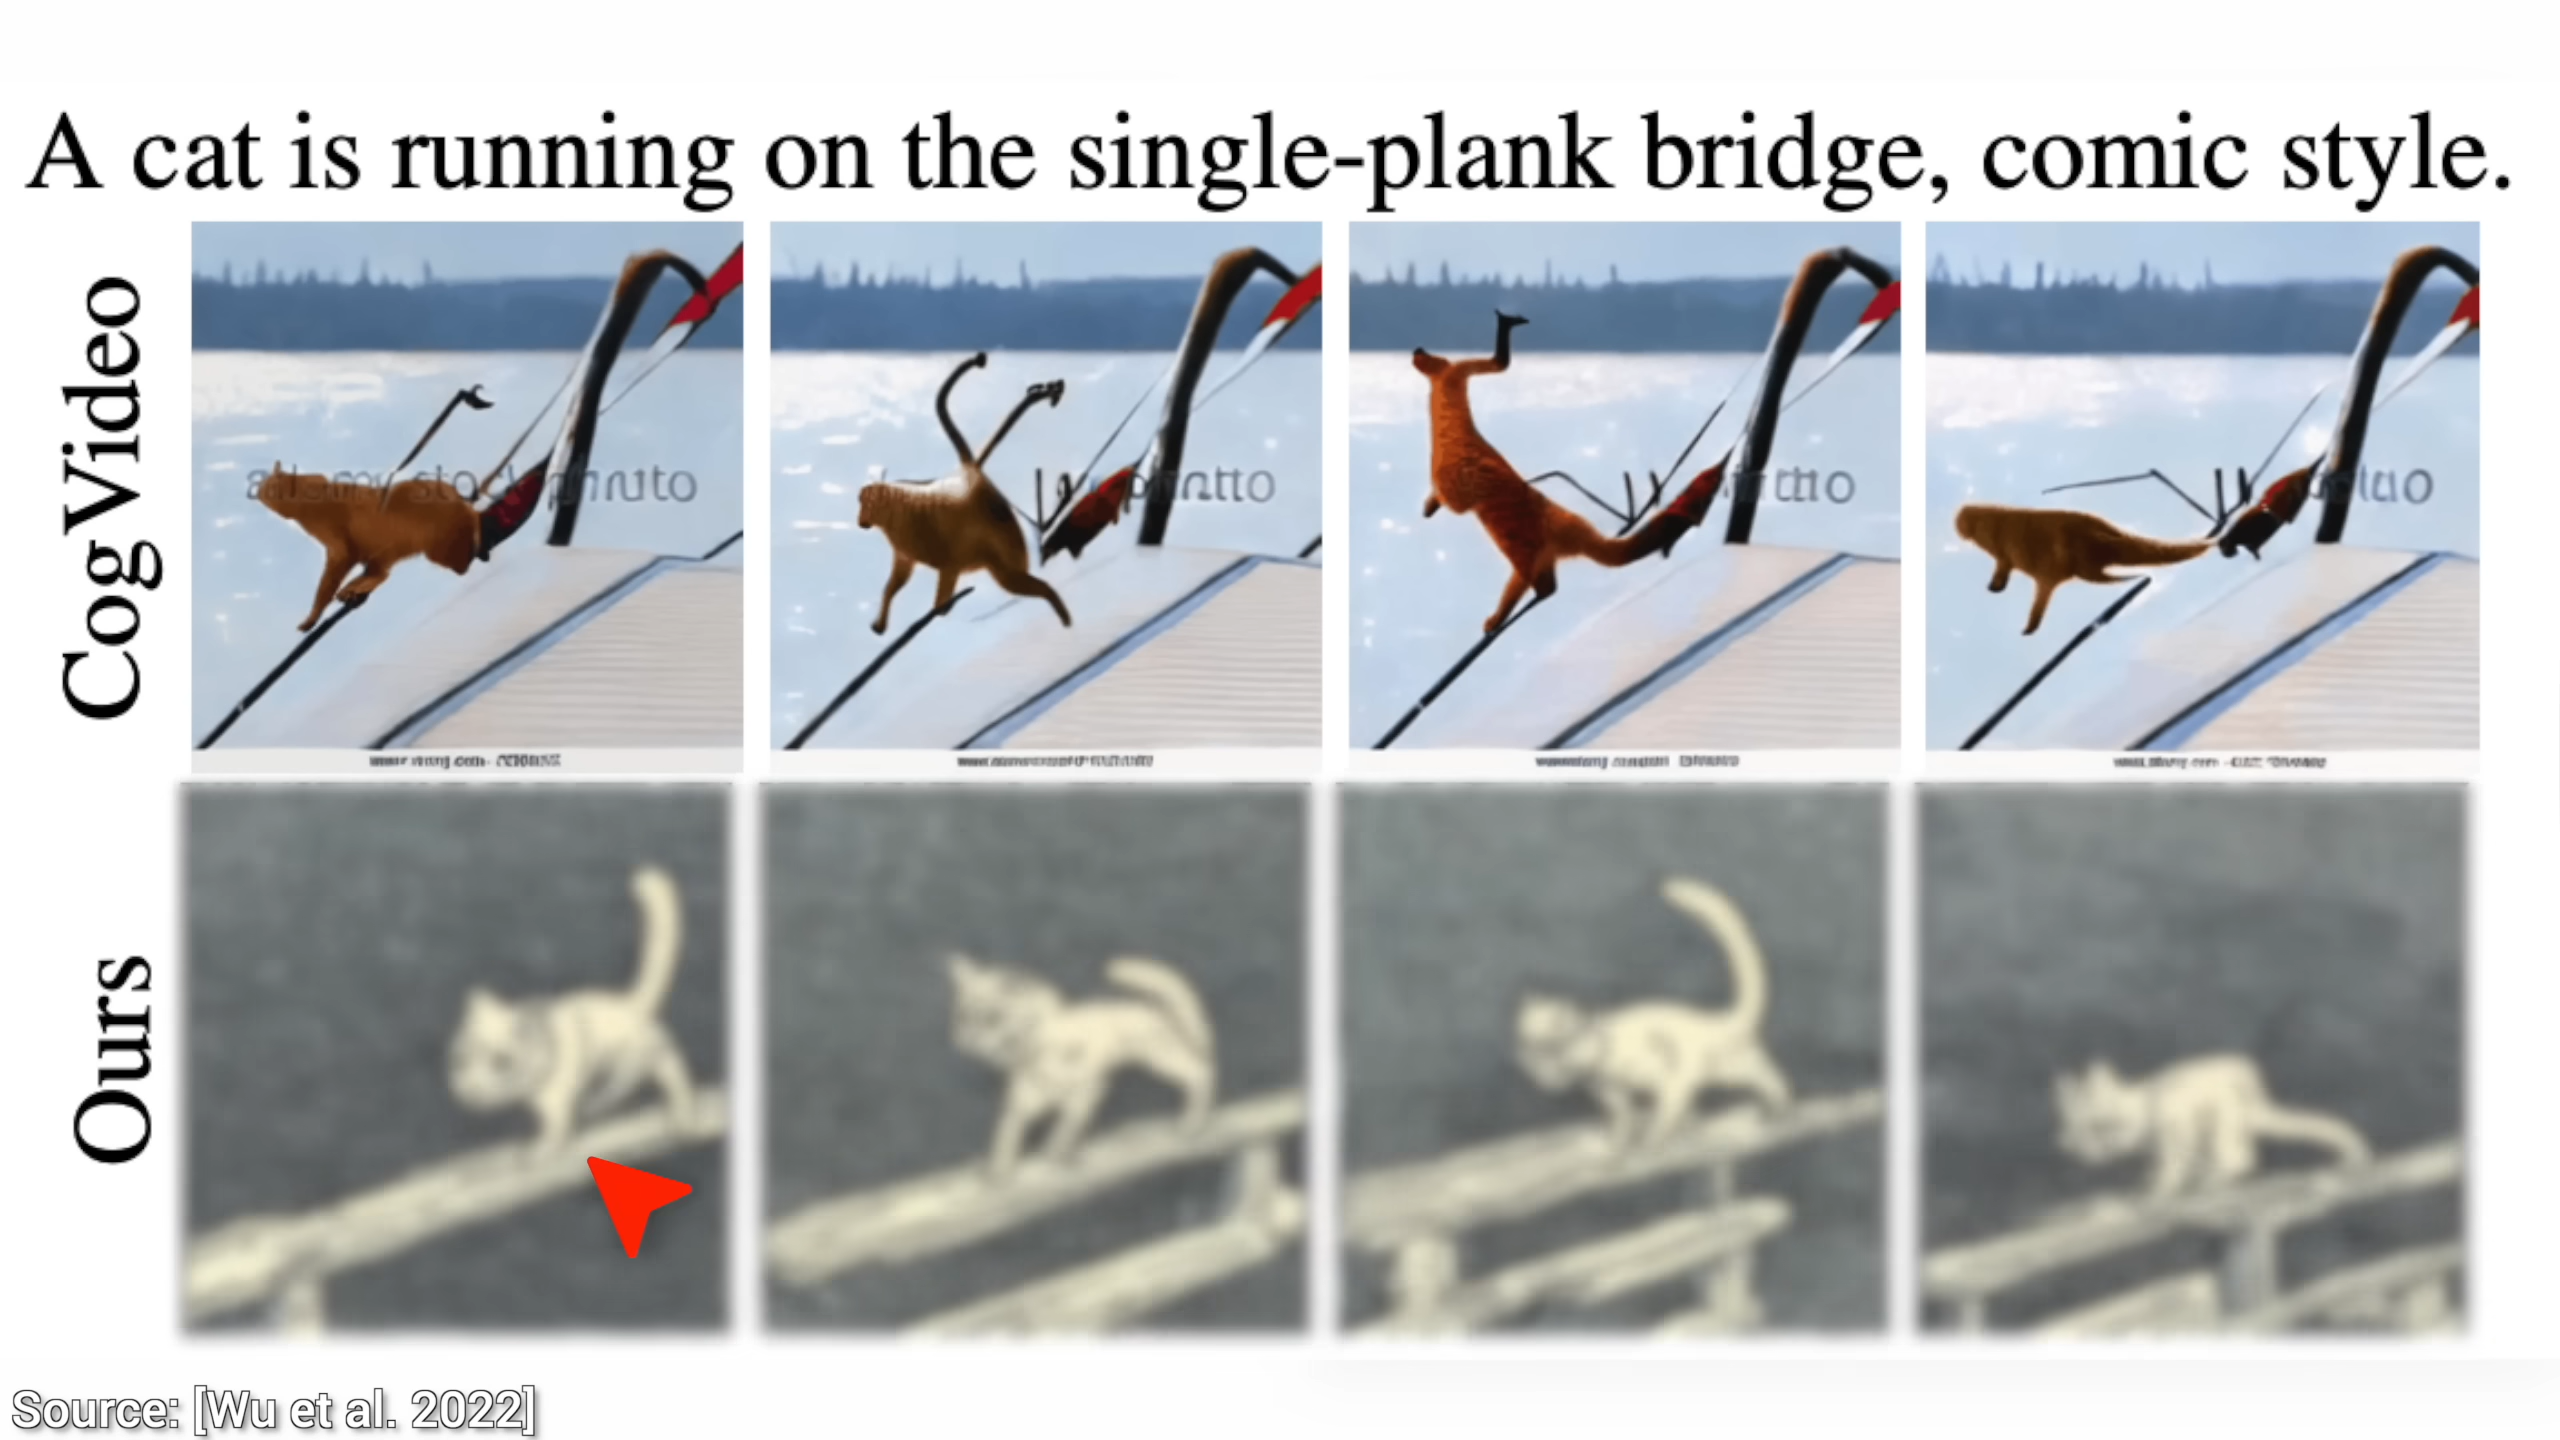 A cat is running on the single-plank bridge, comic style.
CogVideo
Ours
Source: [Wu et al. 2022]